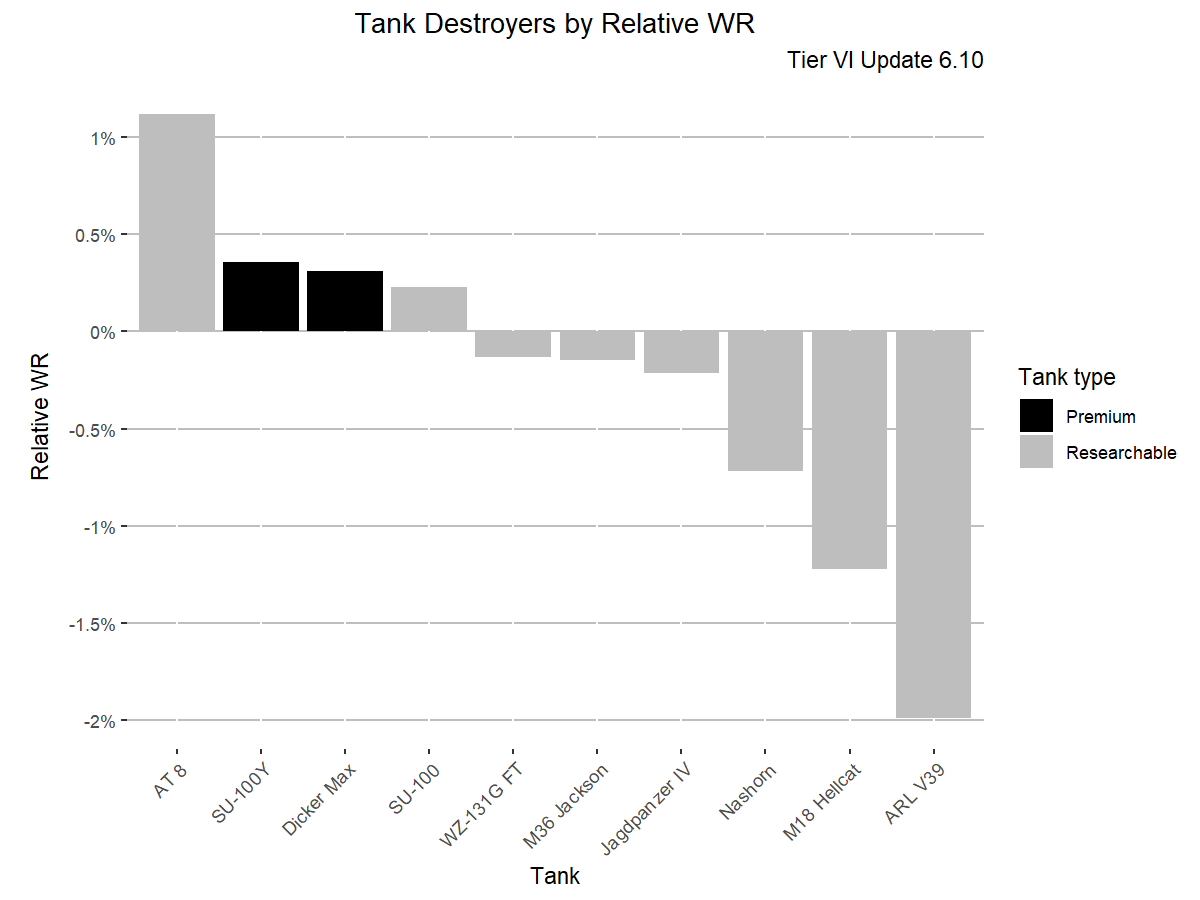 Tank Destroyers by Relative WR
Tier VI Update 6.10
1%
0.5%
0%
-0.5%
-1%
-1.5%
-2%
Relative WR
AT 8
SU-100Y
Dicker Max
SU-100
WZ-131G FT
M36 Jackson
Jagdpanzer IV
Nashorn
M18 Hellcat
ARL V39
Tank
Tank type
Premium
Researchable